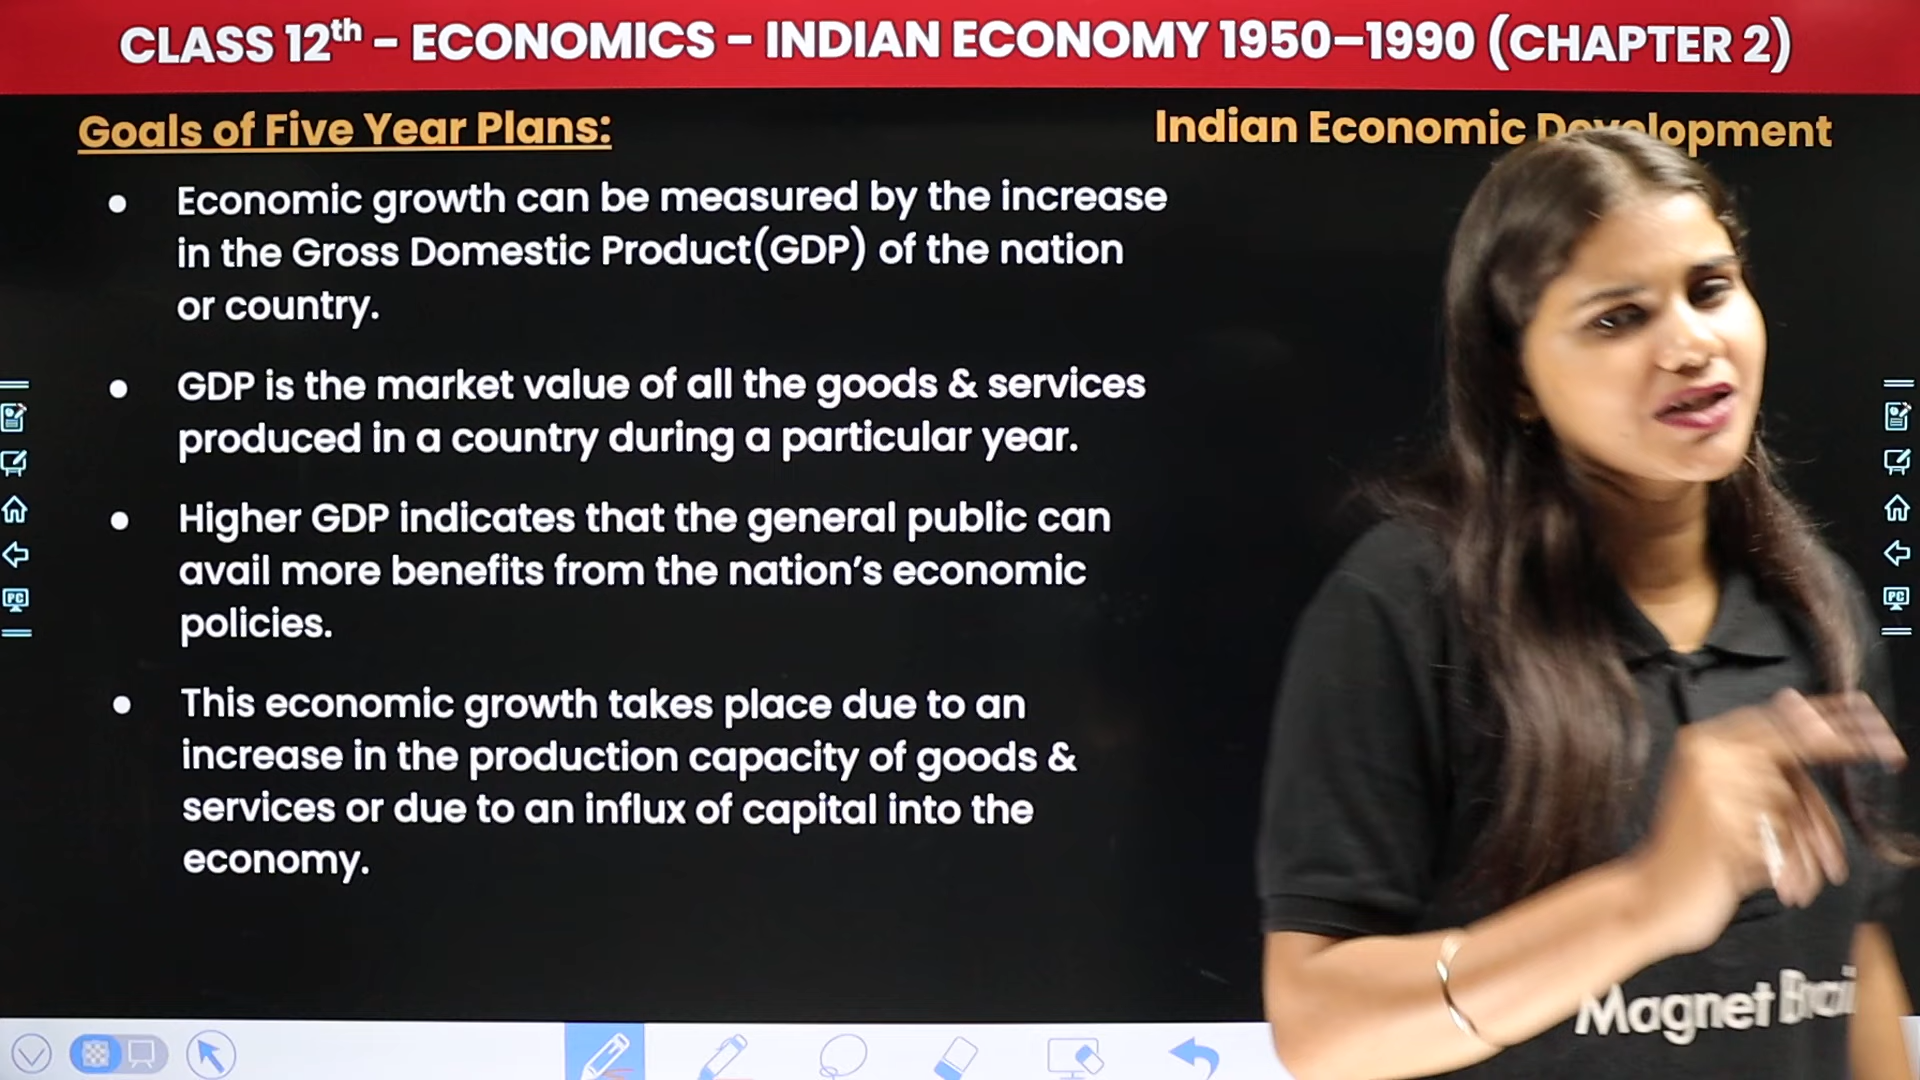 CLASS 12th – ECONOMICS – INDIAN ECONOMY 1950–1990 (CHAPTER 2)
Goals of Five Year Plans:
Indian Economic Development
● Economic growth can be measured by the increase
in the Gross Domestic Product(GDP) of the nation
or country.
● GDP is the market value of all the goods & services
produced in a country during a particular year.
● Higher GDP indicates that the general public can
avail more benefits from the nation’s economic
policies.
● This economic growth takes place due to an
increase in the production capacity of goods &
services or due to an influx of capital into the
economy.
PC
PC
Magnet